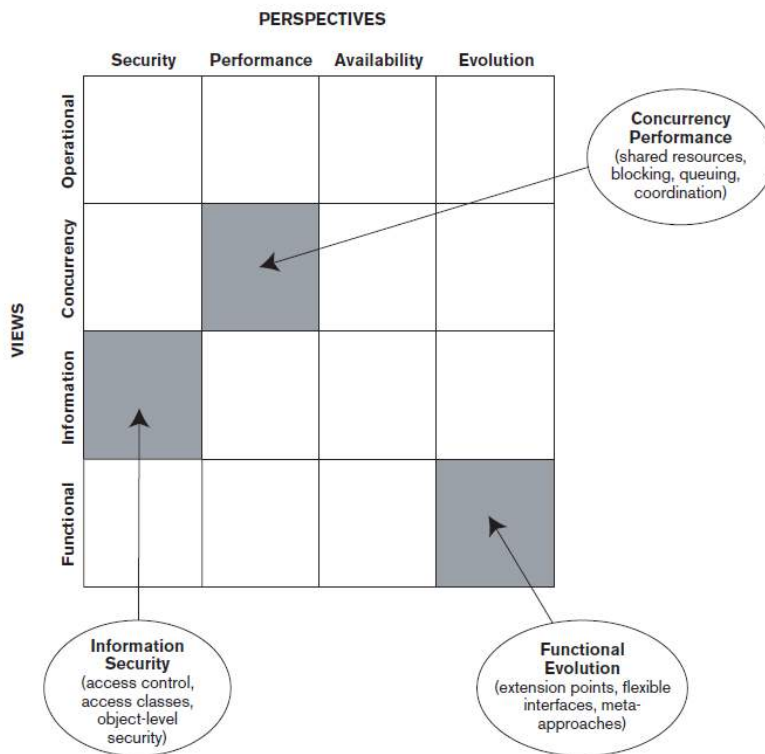 PERSPECTIVES
Security Performance Availability Evolution
VIEWS
Operational
Concurrency
Information
Functional
Concurrency
Performance
(shared resources,
blocking, queuing,
coordination)
Information
Security
(access control,
access classes,
object-level
security)
Functional
Evolution
(extension points, flexible
interfaces, meta-
approaches)